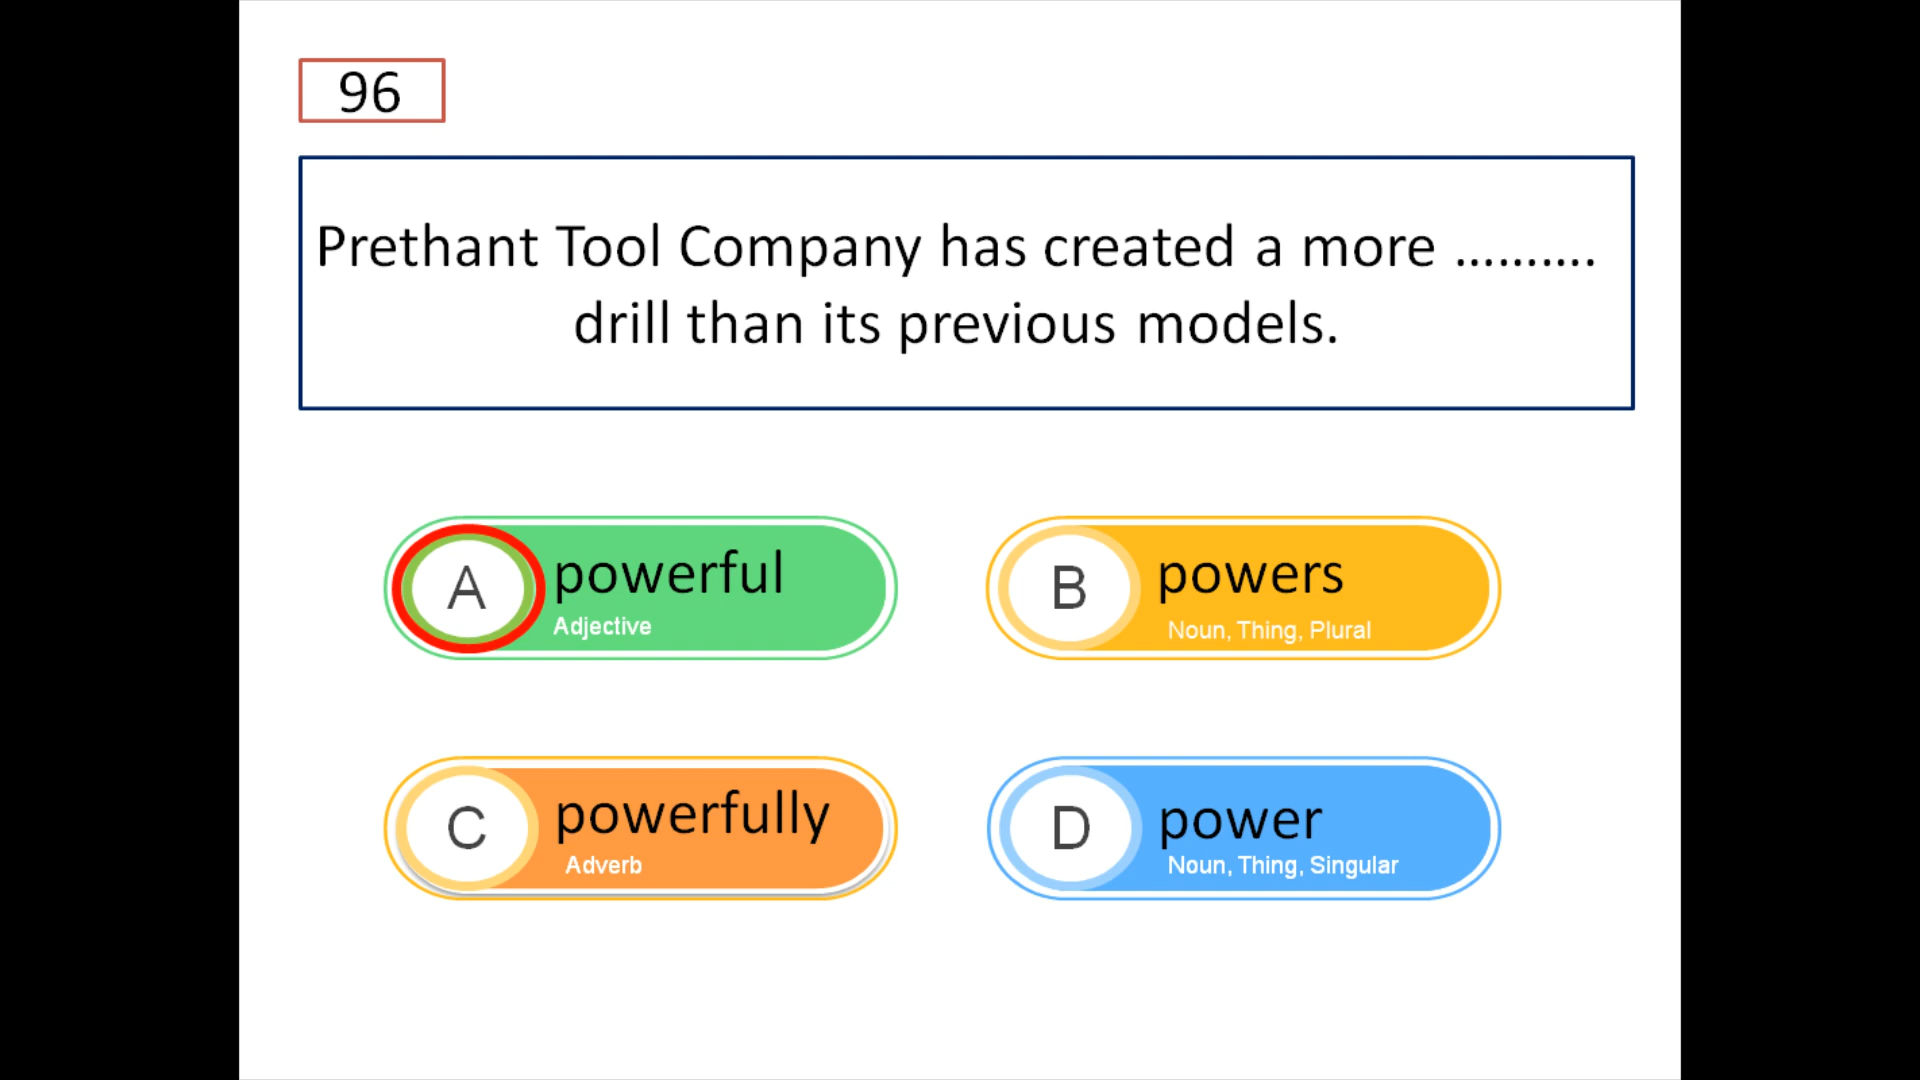 96
Prethant Tool Company has created a more ..........
drill than its previous models.
A
powerful
Adjective
B
powers
Noun, Thing, Plural
C
powerfully
Adverb
D
power
Noun, Thing, Singular